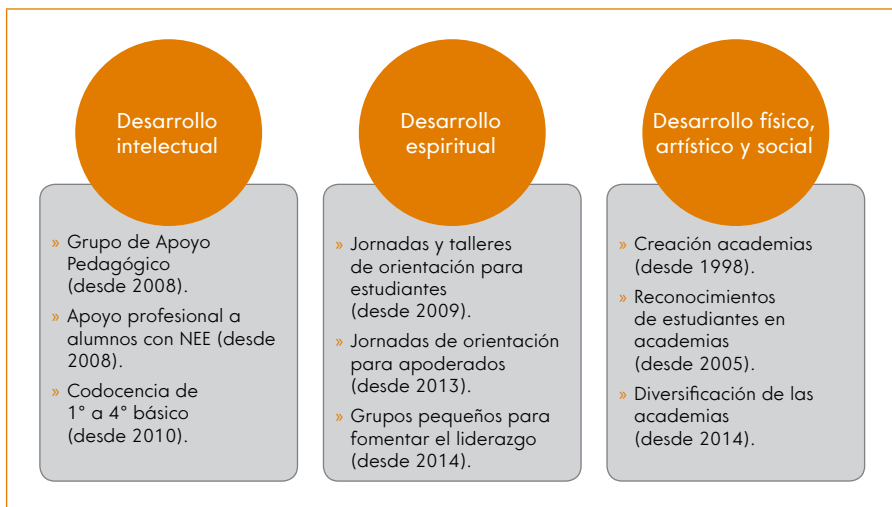 Desarrollo
intelectual
» Grupo de Apoyo
Pedagógico
(desde 2008).
» Apoyo profesional a
alumnos con NEE (desde
2008).
» Codocencia de
1° a 4° básico
(desde 2010).
Desarrollo
espiritual
» Jornadas y talleres
de orientación para
estudiantes
(desde 2009).
» Jornadas de orientación
para apoderados
(desde 2013).
» Grupos pequeños para
fomentar el liderazgo
(desde 2014).
Desarrollo físico,
artístico y social
» Creación academias
(desde 1998).
» Reconocimientos
de estudiantes en
academias
(desde 2005).
» Diversificación de las
academias
(desde 2014).